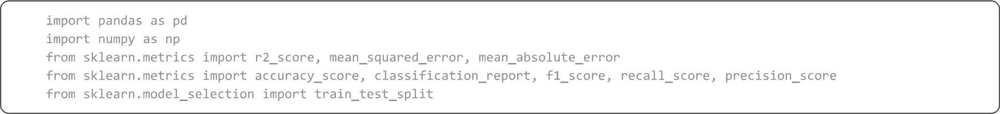 import pandas as pd
import numpy as np
from sklearn.metrics import r2_score, mean_squared_error, mean_absolute_error
from sklearn.metrics import accuracy_score, classification_report, f1_score, recall_score, precision_score
from sklearn.model_selection import train_test_split